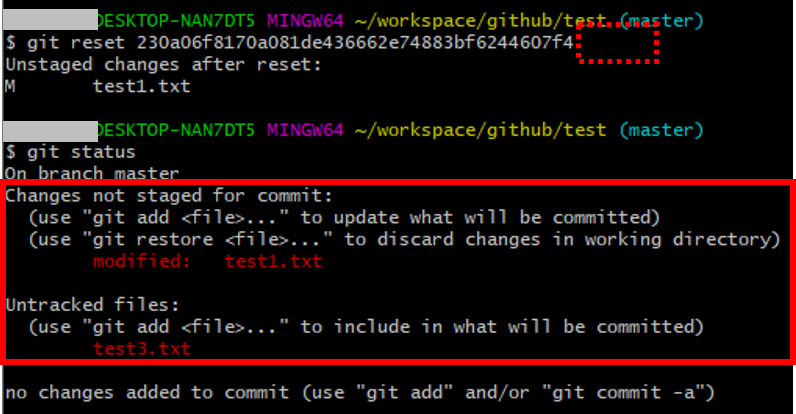 DESKTOP-NAN7DT5 MINGW64 ~/workspace/github/test (master)
$ git reset 230a06f8170a081de436662e74883bf6244607f4
Unstaged changes after reset:
M       test1.txt
DESKTOP-NAN7DT5 MINGW64 ~/workspace/github/test (master)
$ git status
On branch master
Changes not staged for commit:
  (use "git add <file>..." to update what will be committed)
  (use "git restore <file>..." to discard changes in working directory)
        modified:   test1.txt
Untracked files:
  (use "git add <file>..." to include in what will be committed)
        test3.txt
no changes added to commit (use "git add" and/or "git commit -a")